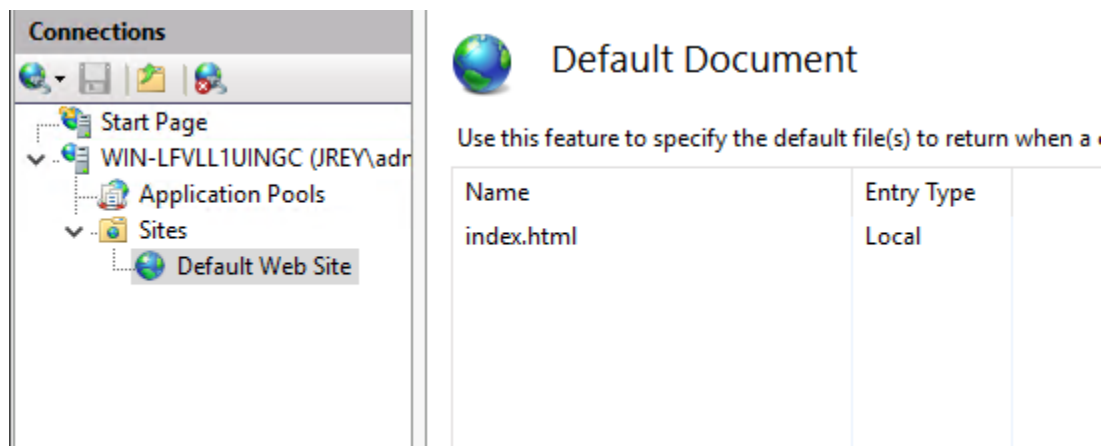 Connections
Start Page
WIN-LFVLL1UINGC (JREY\adr
Application Pools
Sites
Default Web Site
Default Document
Use this feature to specify the default file(s) to return when a
Name Entry Type
index.html Local